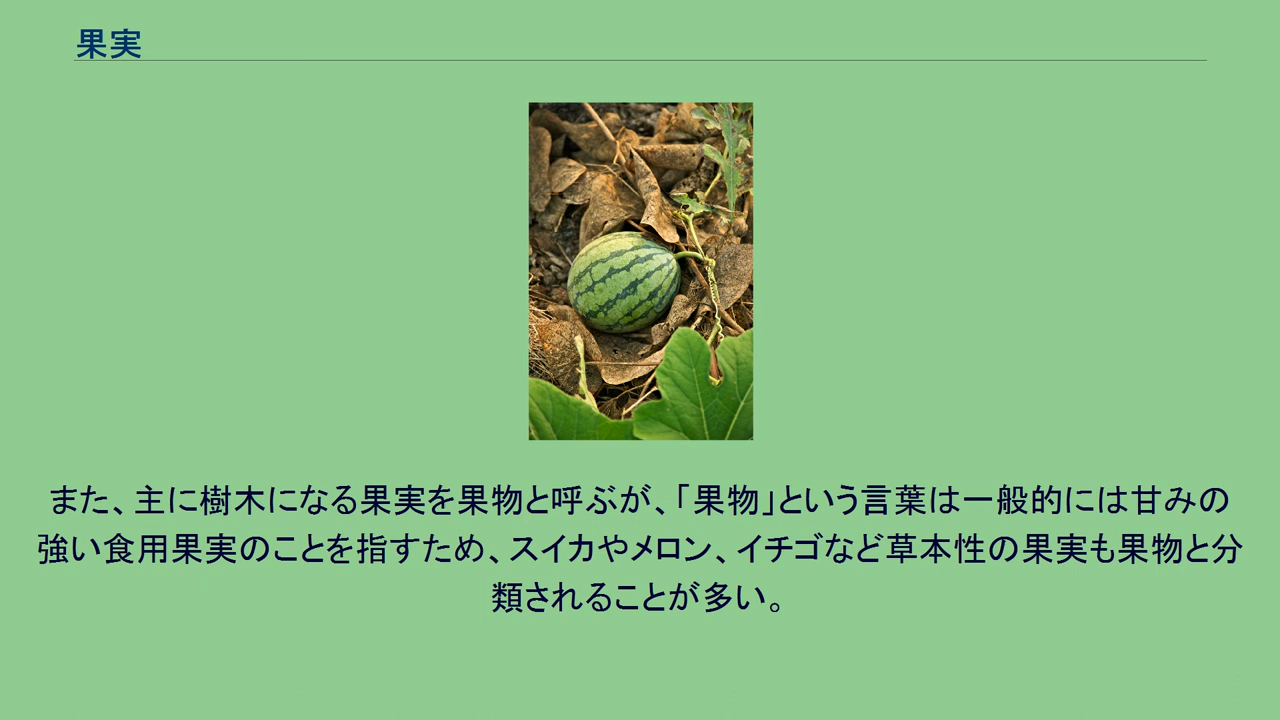 果実
また、主に樹木になる果実を果物と呼ぶが、「果物」という言葉は一般的には甘みの
強い食用果実のことを指すため、スイカやメロン、イチゴなど草本性の果実も果物と分
類されることが多い。